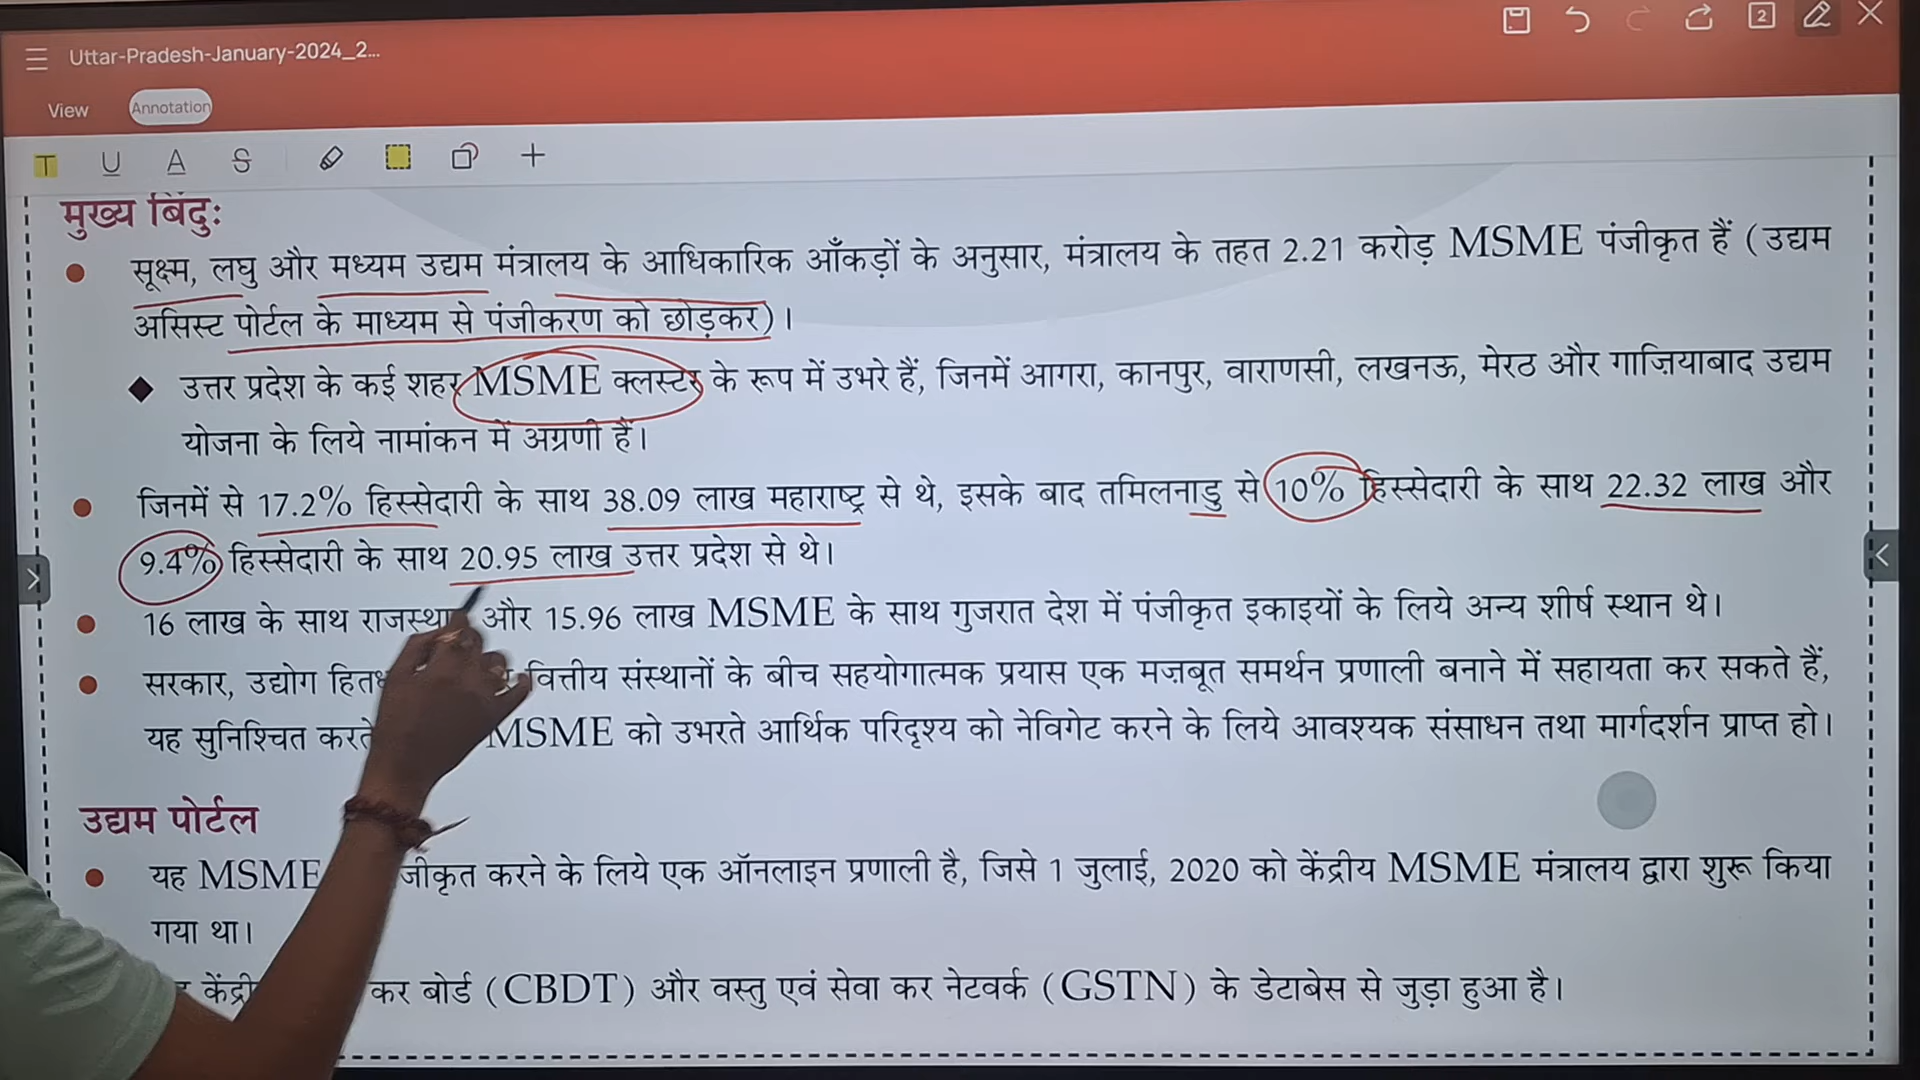 Uttar-Pradesh-January-2024_2...
View Annotation
T U A S
मुख्य बिंदु:
सूक्ष्म, लघु और मध्यम उद्यम मंत्रालय के आधिकारिक आँकड़ों के अनुसार, मंत्रालय के तहत 2.21 करोड़ MSME पंजीकृत हैं (उद्यम
असिस्ट पोर्टल के माध्यम से पंजीकरण को छोड़कर)।
उत्तर प्रदेश के कई शहर MSME क्लस्टर के रूप में उभरे हैं, जिनमें आगरा, कानपुर, वाराणसी, लखनऊ, मेरठ और गाज़ियाबाद उद्यम
योजना के लिये नामांकन में अग्रणी हैं।
जिनमें से 17.2% हिस्सेदारी के साथ 38.09 लाख महाराष्ट्र से थे, इसके बाद तमिलनाडु से 10% हिस्सेदारी के साथ 22.32 लाख और
9.4% हिस्सेदारी के साथ 20.95 लाख उत्तर प्रदेश से थे।
16 लाख के साथ और 15.96 लाख MSME के साथ गुजरात देश में पंजीकृत इकाइयों के लिये अन्य शीर्ष स्थान थे।
सरकार, उद्योग वित्तीय संस्थानों के बीच सहयोगात्मक प्रयास एक मज़बूत समर्थन प्रणाली बनाने में सहायता कर सकते हैं,
यह सुनिश्चित करते MSME को उभरते आर्थिक परिदृश्य को नेविगेट करने के लिये आवश्यक संसाधन तथा मार्गदर्शन प्राप्त हो।
उद्यम पोर्टल
यह MSME करने के लिये एक ऑनलाइन प्रणाली है, जिसे 1 जुलाई, 2020 को केंद्रीय MSME मंत्रालय द्वारा शुरू किया
गया था।
कर बोर्ड (CBDT) और वस्तु एवं सेवा कर नेटवर्क (GSTN) के डेटाबेस से जुड़ा हुआ है।